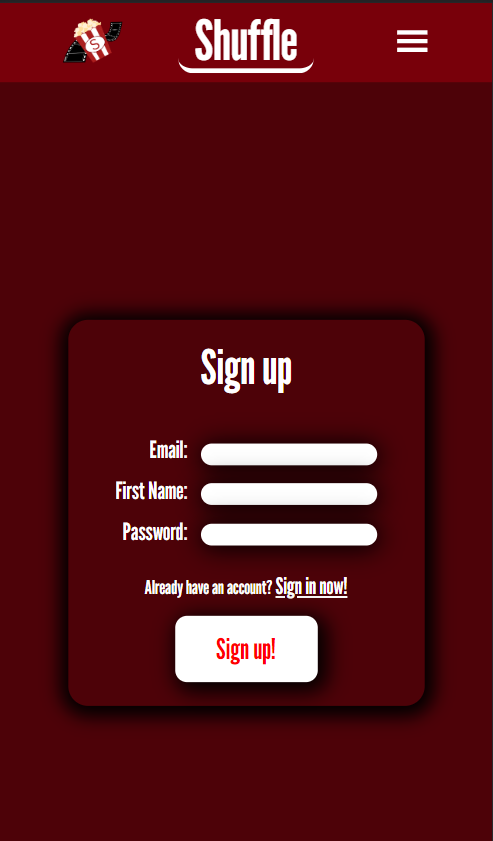 S
Shuffle
Sign up
Email:
First Name:
Password:
Already have an account? Sign in now!
Sign up!